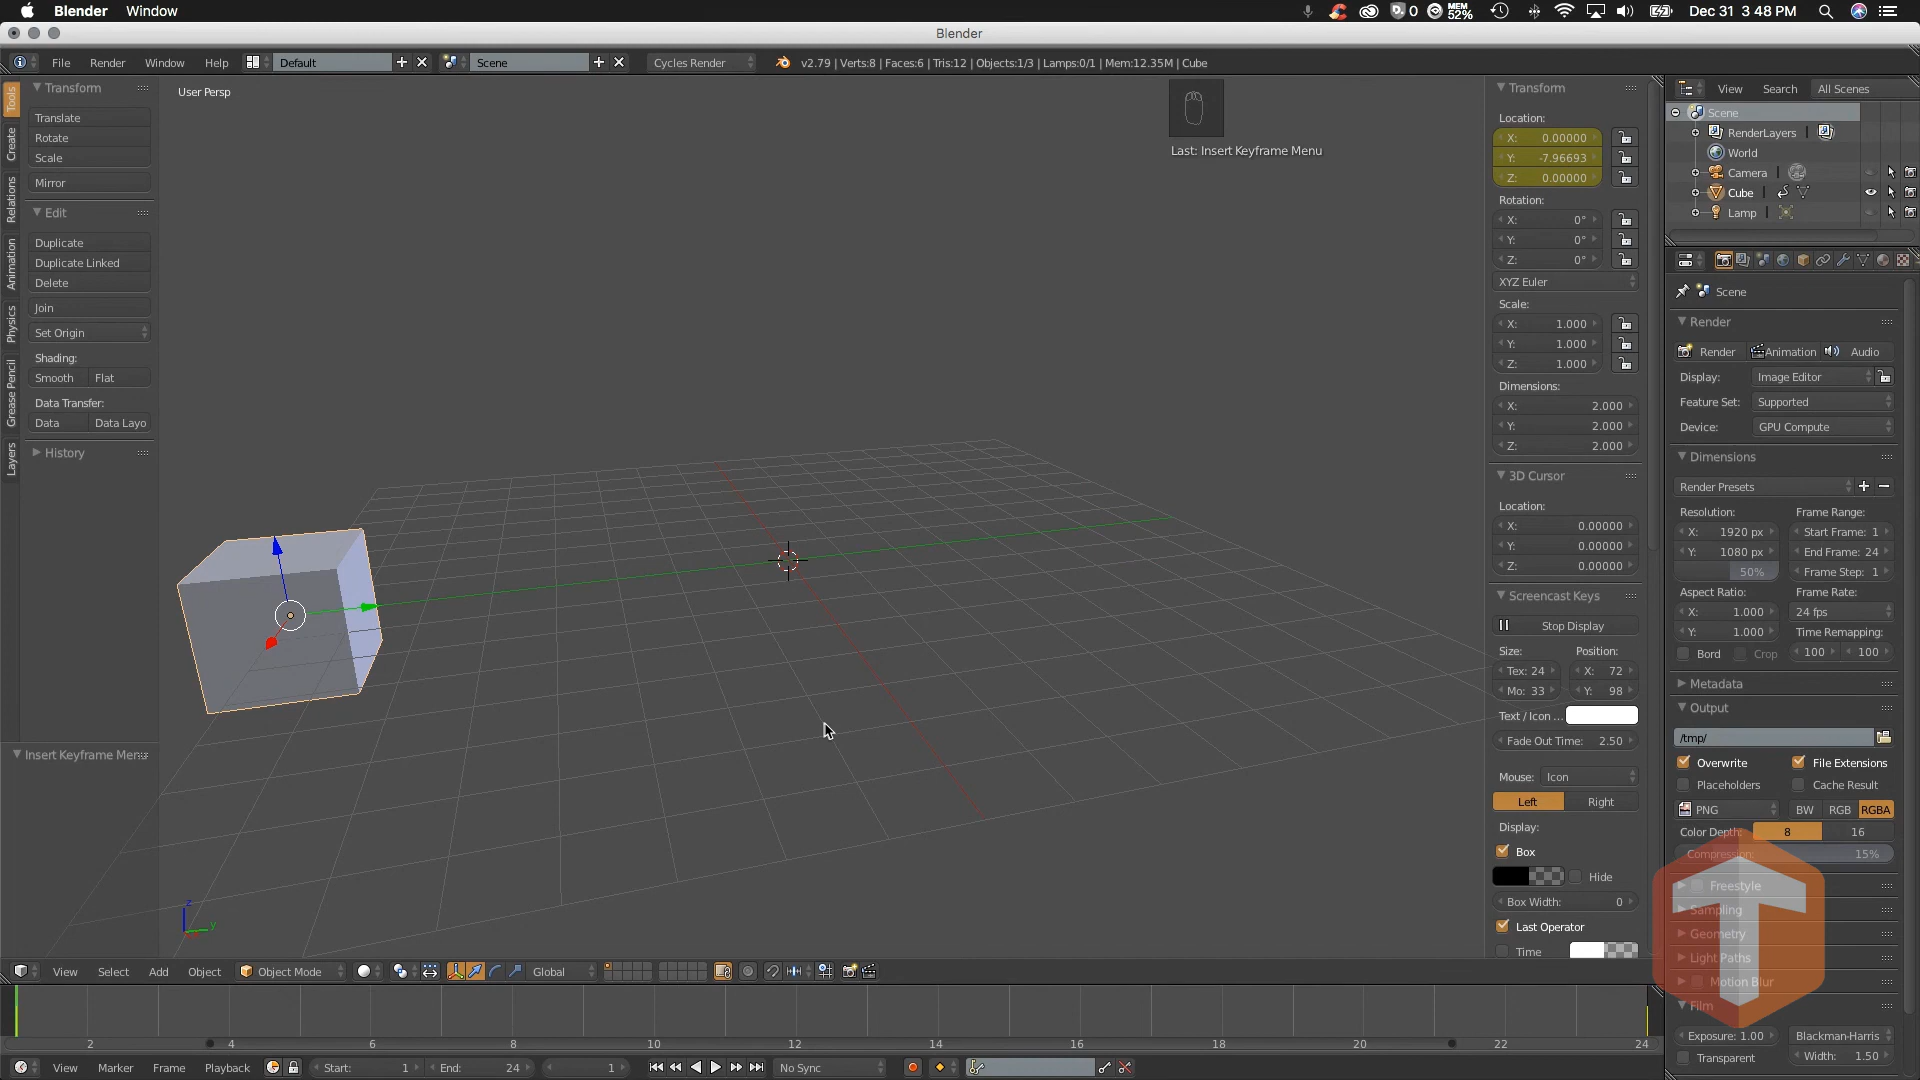 Blender Window 0 MEM 52% Dec 31 3:48 PM
Blender
File Render Window Help Default Scene Cycles Render v2.79 | Verts:8 | Faces:6 | Tris:12 | Objects:1/3 | Lamps:0/1 | Mem:12.35M | Cube
Tools
Create
Relations
Animation
Physics
Grease Pencil
Layers
Transform
Translate
Rotate
Scale
Mirror
Edit
Duplicate
Duplicate Linked
Delete
Join
Set Origin
Shading:
Smooth Flat
Data Transfer:
Data Data Layo
History
Insert Keyframe Menu
User Persp
Last: Insert Keyframe Menu
z
y
Transform
Location:
X: 0.00000
Y: -7.96693
Z: 0.00000
Rotation:
X: 0°
Y: 0°
Z: 0°
XYZ Euler
Scale:
X: 1.000
Y: 1.000
Z: 1.000
Dimensions:
X: 2.000
Y: 2.000
Z: 2.000
3D Cursor
Location:
X: 0.00000
Y: 0.00000
Z: 0.00000
Screencast Keys
Stop Display
Size: Position:
Tex: 24 X: 72
Mo: 33 Y: 98
Text / Icon ...
Fade Out Time: 2.50
Mouse: Icon
Left Right
Display:
Box
Hide
Box Width: 0
Last Operator
Time
View Search All Scenes
Scene
RenderLayers
World
Camera
Cube
Lamp
Scene
Render
Render Animation Audio
Display: Image Editor
Feature Set: Supported
Device: GPU Compute
Dimensions
Render Presets
Resolution: Frame Range:
X: 1920 px Start Frame: 1
Y: 1080 px End Frame: 24
50% Frame Step: 1
Aspect Ratio: Frame Rate:
X: 1.000 24 fps
Y: 1.000 Time Remapping:
Bord Crop 100 100
Metadata
Output
/tmp/
Overwrite File Extensions
Placeholders Cache Result
PNG BW RGB RGBA
Color Depth: 8 16
Compression: 15%
Freestyle
Sampling
Geometry
Light Paths
Motion Blur
Film
Exposure: 1.00 Blackman-Harris
Transparent Width: 1.50
View Select Add Object Object Mode Global
2 4 6 8 10 12 14 16 18 20 22 24
View Marker Frame Playback Start: 1 End: 24 1 No Sync